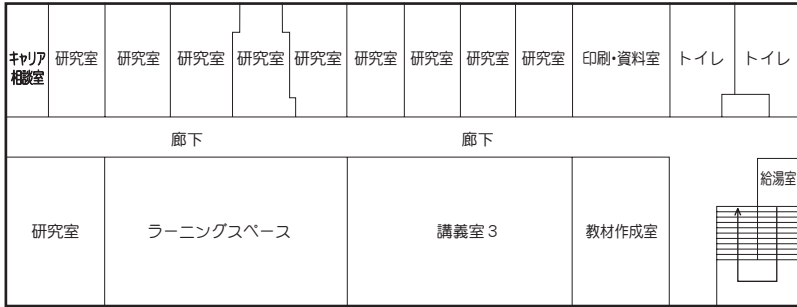 キャリア
相談室
研究室
研究室
研究室
研究室
研究室
研究室
研究室
研究室
研究室
印刷・資料室
トイレ
トイレ
廊下
廊下
給湯室
研究室
ラーニングスペース
講義室3
教材作成室